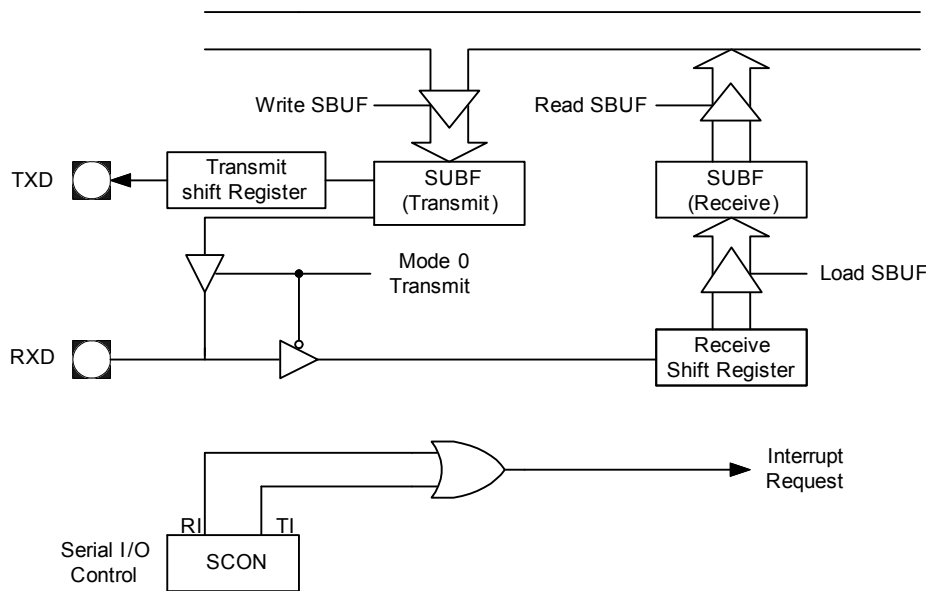 Write SBUF
Read SBUF
TXD
Transmit
shift Register
SUBF
(Transmit)
SUBF
(Receive)
Mode 0
Transmit
Load SBUF
RXD
Receive
Shift Register
Interrupt
Request
RI
TI
Serial I/O
Control
SCON